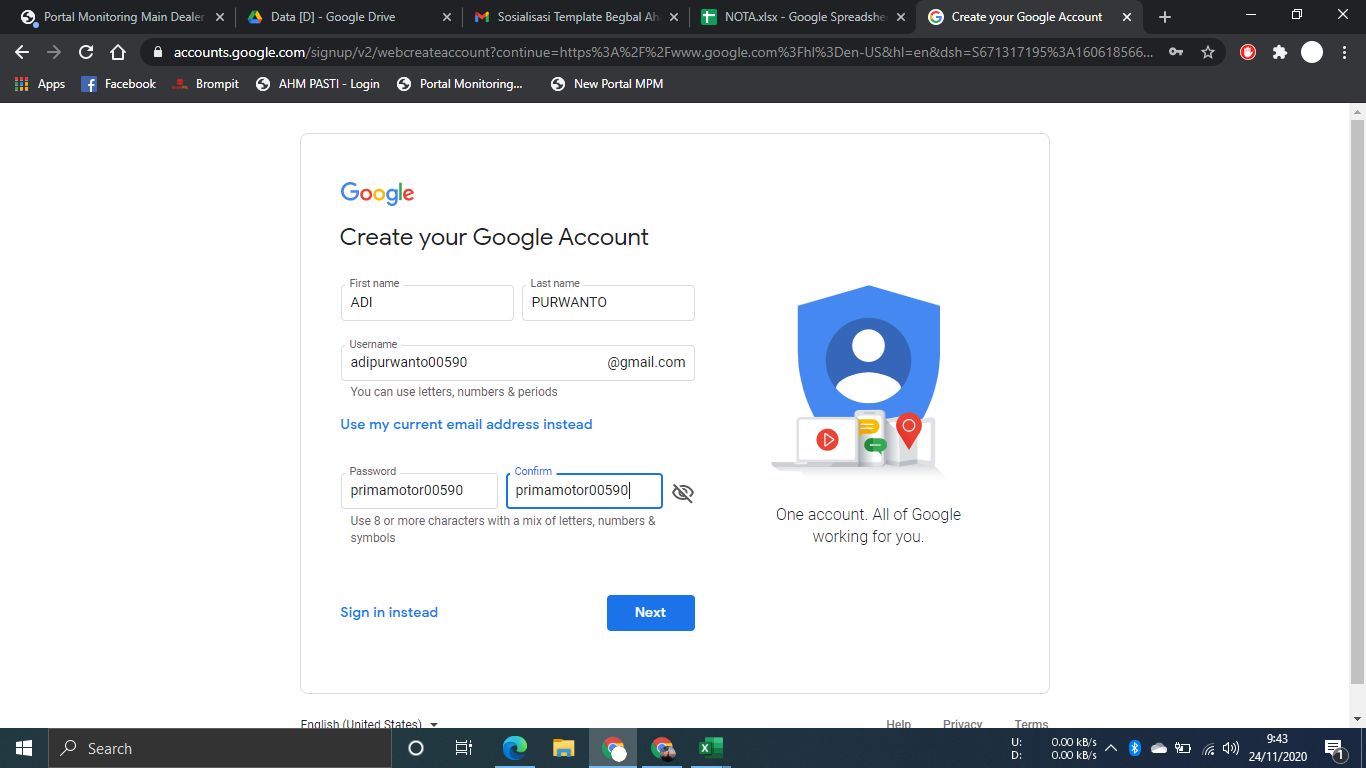 Portal Monitoring Main Dealer
Data [D] - Google Drive
Sosialisasi Template Begbal Ah
NOTA.xlsx - Google Spreadshe
Create your Google Account
accounts.google.com/signup/v2/webcreateaccount?continue=https%3A%2F%2Fwww.google.com%3Fhl%3Den-US&hl=en&dsh=S671317195%3A160618566...
Apps
Facebook
Brompit
AHM PASTI - Login
Portal Monitoring...
New Portal MPM
Google
Create your Google Account
First name
Last name
ADI
PURWANTO
Username
adipurwanto00590
@gmail.com
You can use letters, numbers & periods
Use my current email address instead
Password
Confirm
primamotor00590
primamotor00590
Use 8 or more characters with a mix of letters, numbers &
symbols
One account. All of Google
working for you.
Sign in instead
Next
English (United States)
Help
Privacy
Terms
Search
U: 0.00 kB/s
D: 0.00 kB/s
9:43
24/11/2020
1